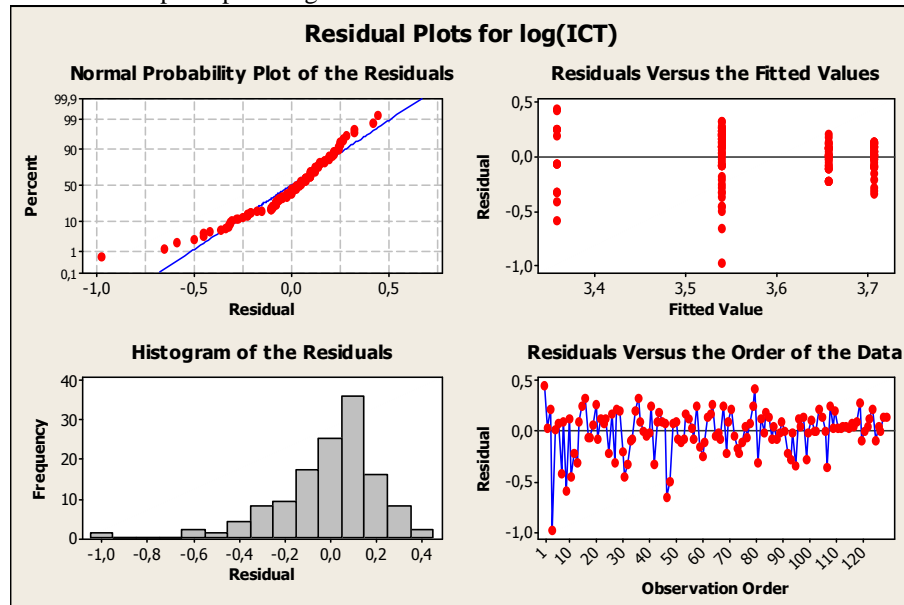 Residual Plots for log(ICT)
Normal Probability Plot of the Residuals
99,9
99
90
50
10
1
0,1
Percent
-1,0 -0,5 0,0 0,5
Residual
Residuals Versus the Fitted Values
0,5
0,0
-0,5
-1,0
Residual
3,4 3,5 3,6 3,7
Fitted Value
Histogram of the Residuals
40
30
20
10
0
Frequency
-1,0 -0,8 -0,6 -0,4 -0,2 0,0 0,2 0,4
Residual
Residuals Versus the Order of the Data
0,5
0,0
-0,5
-1,0
Residual
1 10 20 30 40 50 60 70 80 90 100 110 120
Observation Order